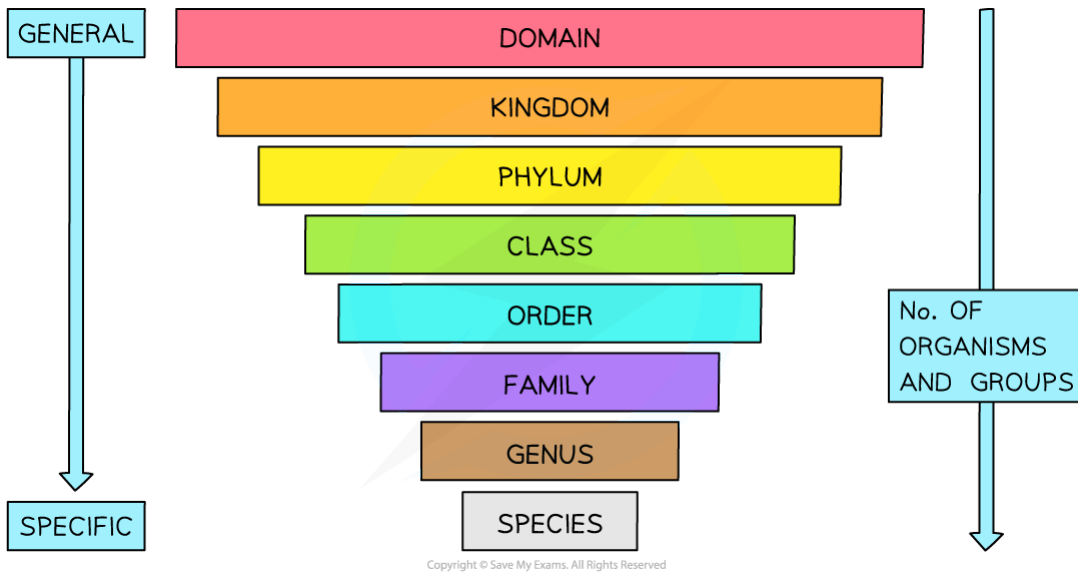 GENERAL
DOMAIN
KINGDOM
PHYLUM
CLASS
ORDER
No. OF
ORGANISMS
AND GROUPS
FAMILY
GENUS
SPECIFIC
SPECIES
Copyright © Save My Exams. All Rights Reserved